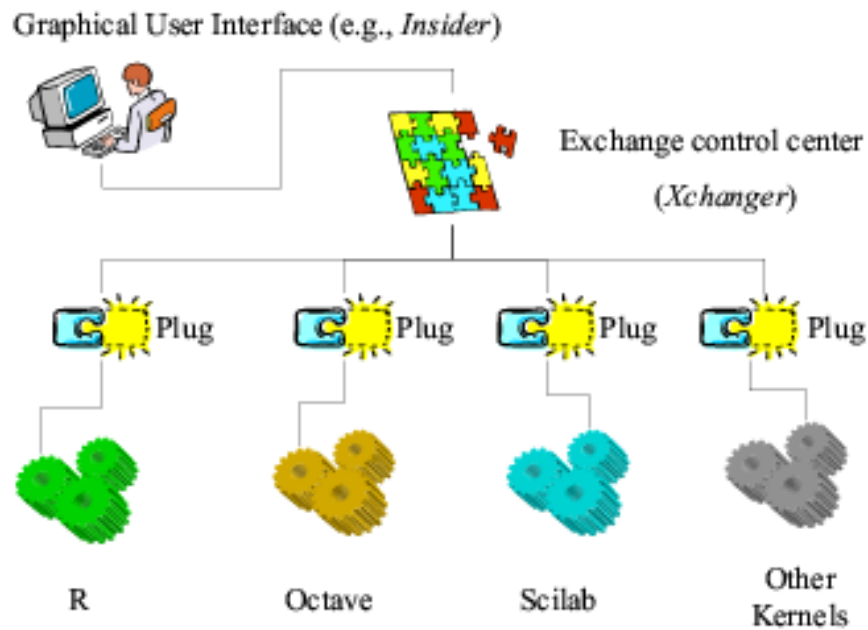 Graphical User Interface (e.g., Insider)
Exchange control center
(Xchanger)
Plug
Plug
Plug
Plug
R
Octave
Scilab
Other
Kernels